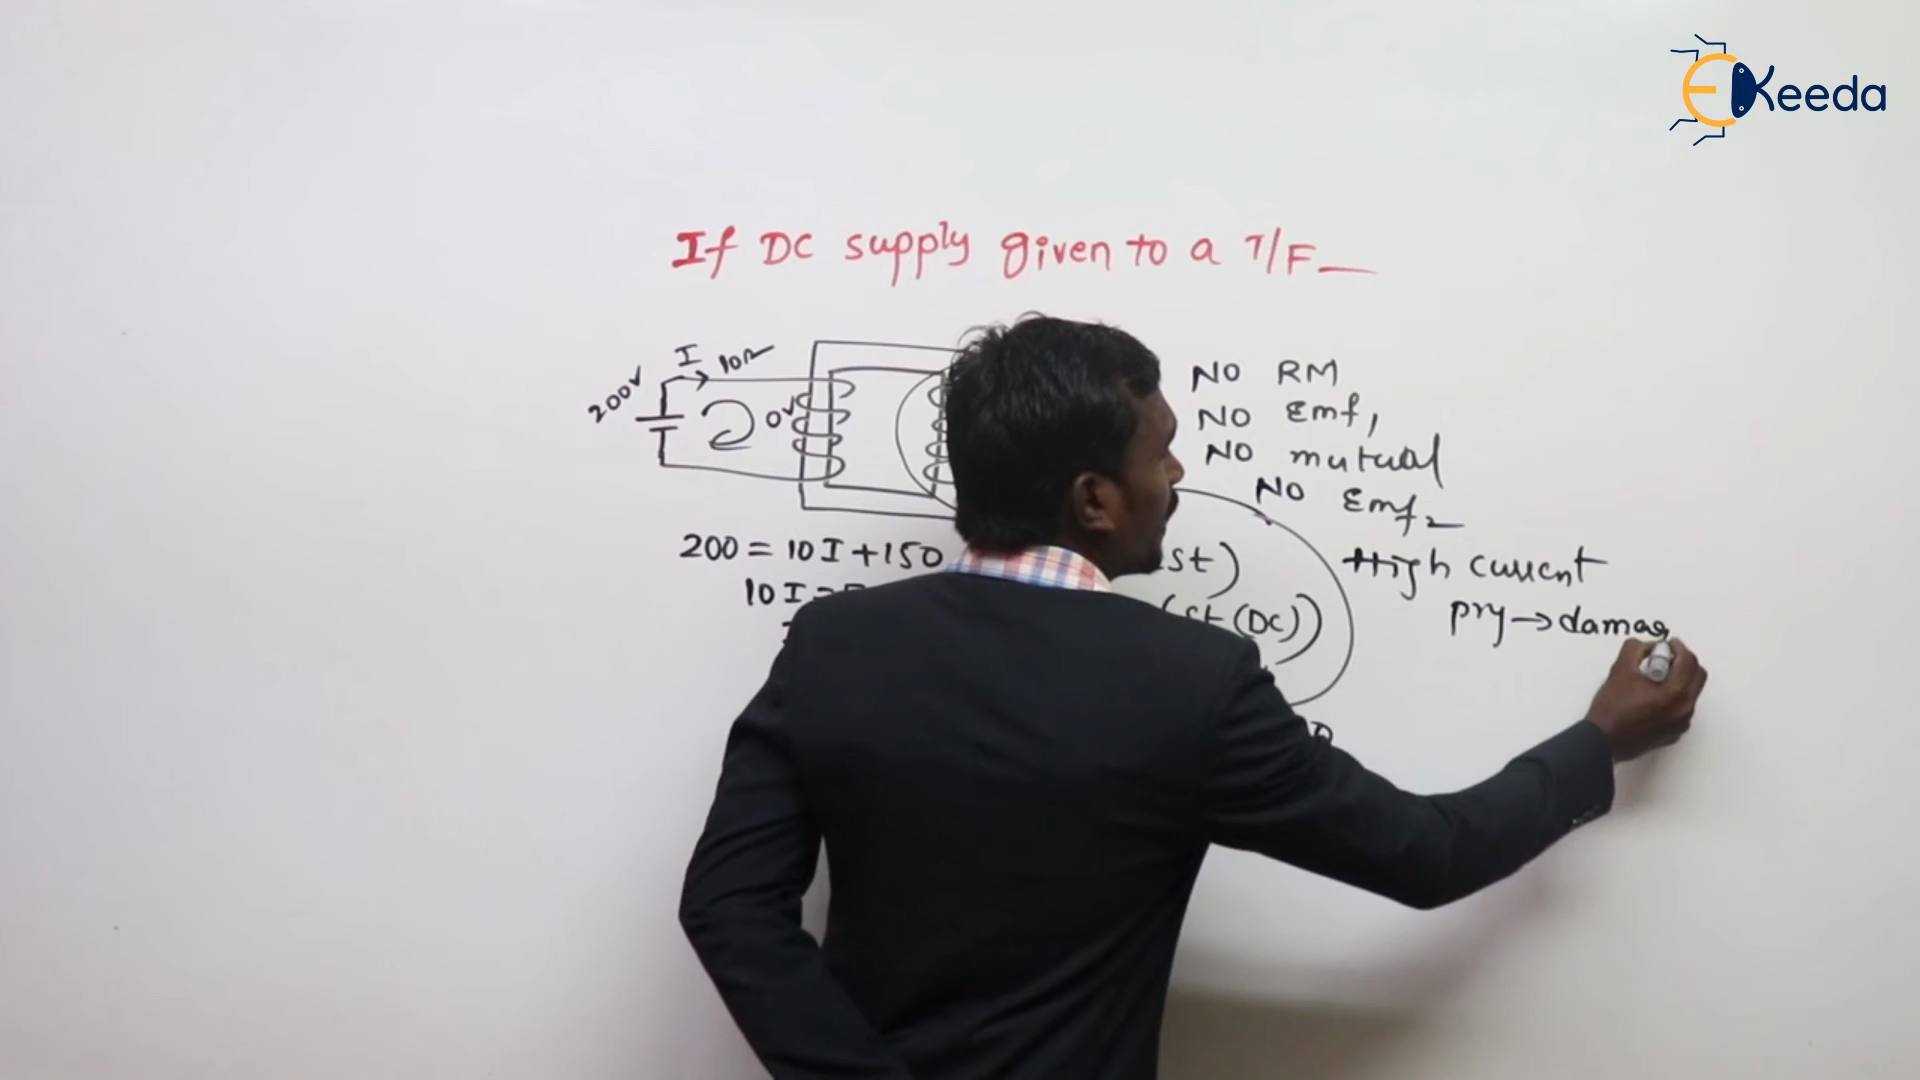 EKeeda
If DC supply given to a T/F
200V I 10Ω
0V
NO RM
NO Emf1
NO mutual
NO Emf2
200 = 10I + 150
10I =
st)
High current
(st (DC))
pry → damag